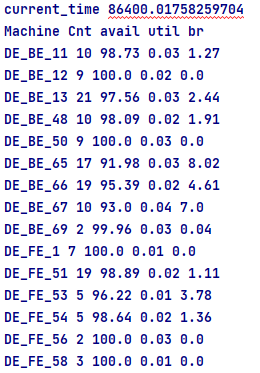 current_time 86400.01758259704
Machine Cnt avail util br
DE_BE_11 10 98.73 0.03 1.27
DE_BE_12 9 100.0 0.02 0.0
DE_BE_13 21 97.56 0.03 2.44
DE_BE_48 10 98.09 0.02 1.91
DE_BE_50 9 100.0 0.03 0.0
DE_BE_65 17 91.98 0.03 8.02
DE_BE_66 19 95.39 0.02 4.61
DE_BE_67 10 93.0 0.04 7.0
DE_BE_69 2 99.96 0.03 0.04
DE_FE_1 7 100.0 0.01 0.0
DE_FE_51 19 98.89 0.02 1.11
DE_FE_53 5 96.22 0.01 3.78
DE_FE_54 5 98.64 0.02 1.36
DE_FE_56 2 100.0 0.03 0.0
DE_FE_58 3 100.0 0.01 0.0